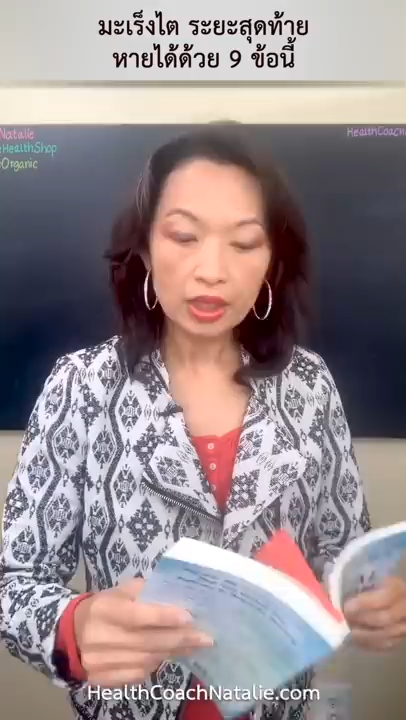 มะเร็งไต ระยะสุดท้าย
หายได้ด้วย 9 ข้อนี้
Natalie
HealthCoach
HealthShop
Organic
HealthCoachNatalie.com